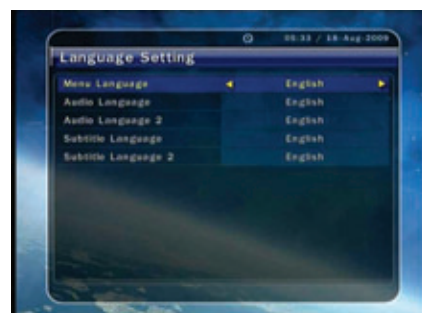 05:33 / 18-Aug-2009
Language Setting
Menu Language English
Audio Language English
Audio Language 2 English
Subtitle Language English
Subtitle Language 2 English